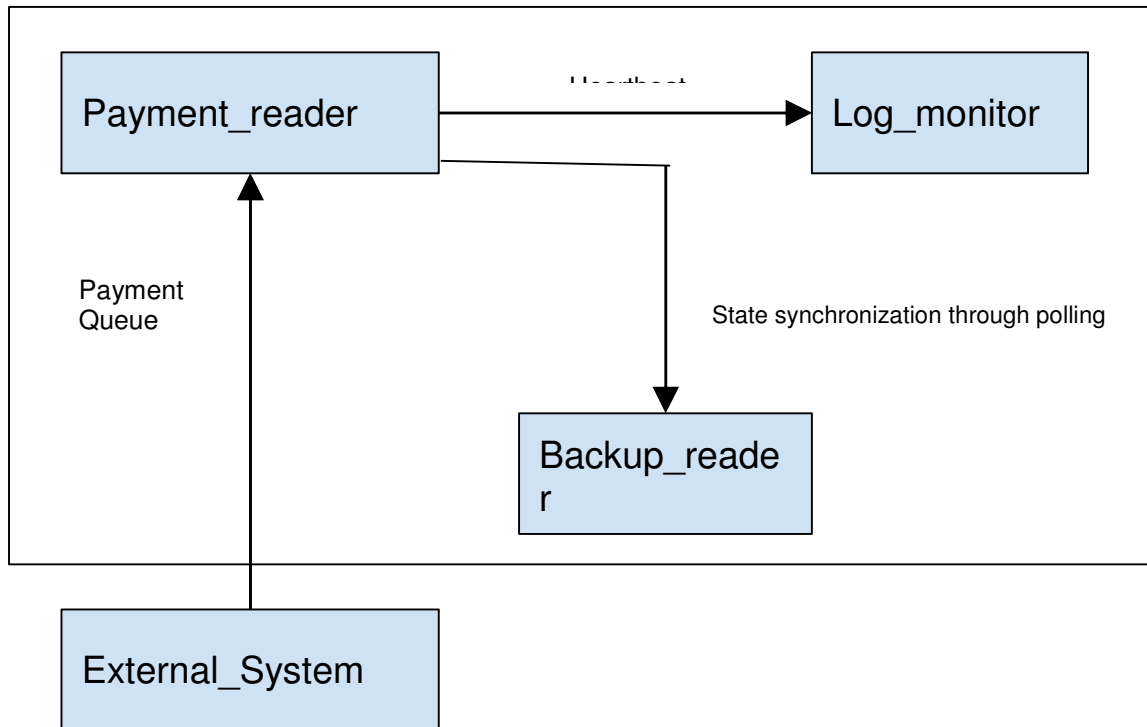 Payment_reader
Log_monitor
Payment
Queue
State synchronization through polling
Backup_reade
r
External_System